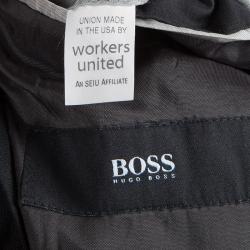 UNION MADE
IN THE USA BY
workers
united
AN SEIU AFFILIATE
BOSS
HUGO BOSS